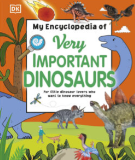 DK
My Encyclopedia of
Very
IMPORTANT
DINOSAURS
For little dinosaur lovers who
want to know everything